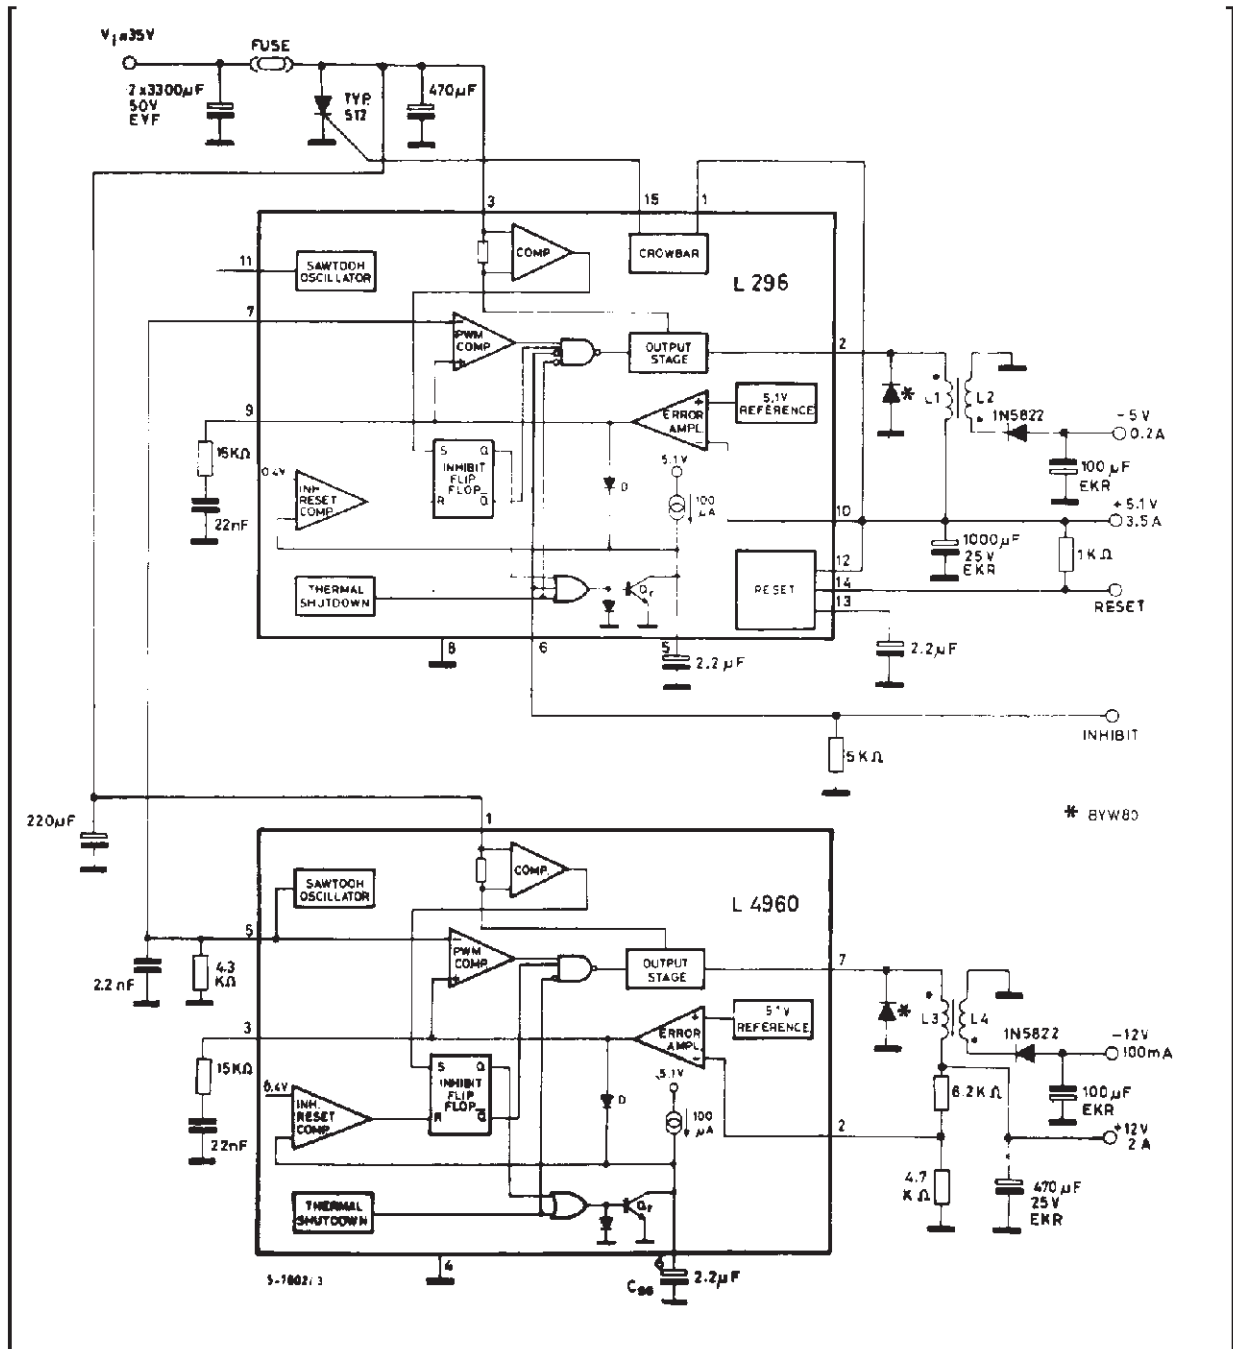 Vi=35V
FUSE
2x3300µF
50V
EYF
TYP.
S12
470µF
3
15
1
11
SAWTOOH
OSCILLATOR
COMP
CROWBAR
L 296
7
-
PWM
COMP
+
OUTPUT
STAGE
2
*
L1
L2
1N5822
-5V
0.2A
100µF
EKR
9
+
ERROR
AMPL
-
5.1V
REFERENCE
16KΩ
22nF
0.4V
INH.
RESET
COMP
S
Q
INHIBIT
FLIP
FLOP
R
Q
D
5.1V
100
µA
10
+5.1V
3.5A
1000µF
25V
EKR
1KΩ
THERMAL
SHUTDOWN
Qr
RESET
12
14
13
RESET
8
6
5
2.2µF
2.2µF
INHIBIT
5KΩ
* BYW80
220µF
1
SAWTOOH
OSCILLATOR
COMP.
L 4960
5
-
PWM
COMP
+
OUTPUT
STAGE
7
2.2nF
4.3
KΩ
*
L3
L4
1N5822
-12V
100mA
100µF
EKR
3
+
ERROR
AMPL
-
5.1V
REFERENCE
15KΩ
22nF
0.4V
INH.
RESET
COMP
S
Q
INHIBIT
FLIP
FLOP
R
Q
D
5.1V
100
µA
2
6.2KΩ
+12V
2A
4.7
KΩ
470µF
25V
EKR
THERMAL
SHUTDOWN
Qr
4
Css
2.2µF